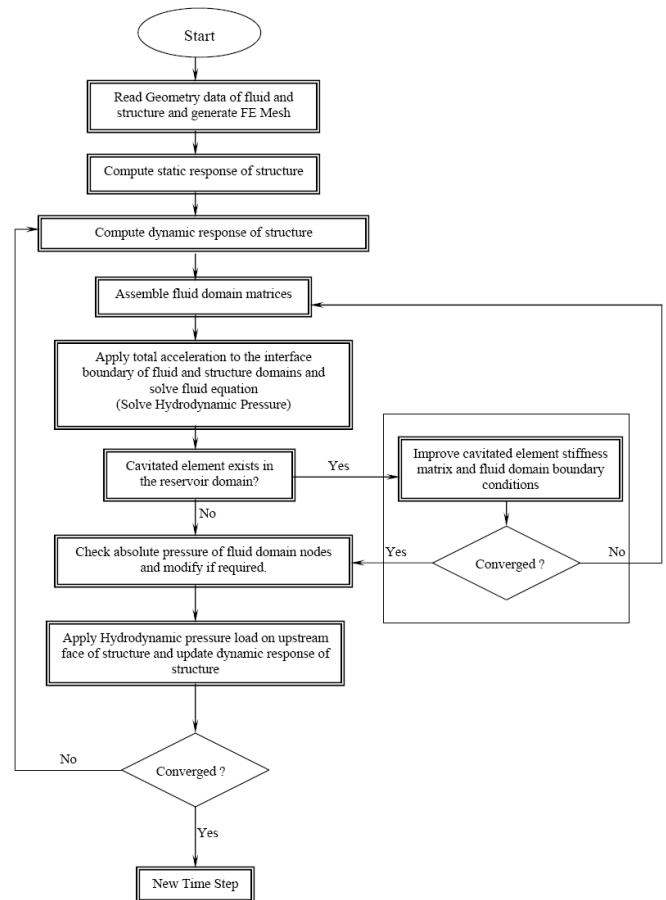 Start
Read Geometry data of fluid and
structure and generate FE Mesh
Compute static response of structure
Compute dynamic response of structure
Assemble fluid domain matrices
Apply total acceleration to the interface
boundary of fluid and structure domains and
solve fluid equation
(Solve Hydrodynamic Pressure)
Cavitated element exists in
the reservoir domain?
Yes
Improve cavitated element stiffness
matrix and fluid domain boundary
conditions
No
Check absolute pressure of fluid domain nodes
and modify if required.
Yes
Converged ?
No
Apply Hydrodynamic pressure load on upstream
face of structure and update dynamic response of
structure
No
Converged ?
Yes
New Time Step